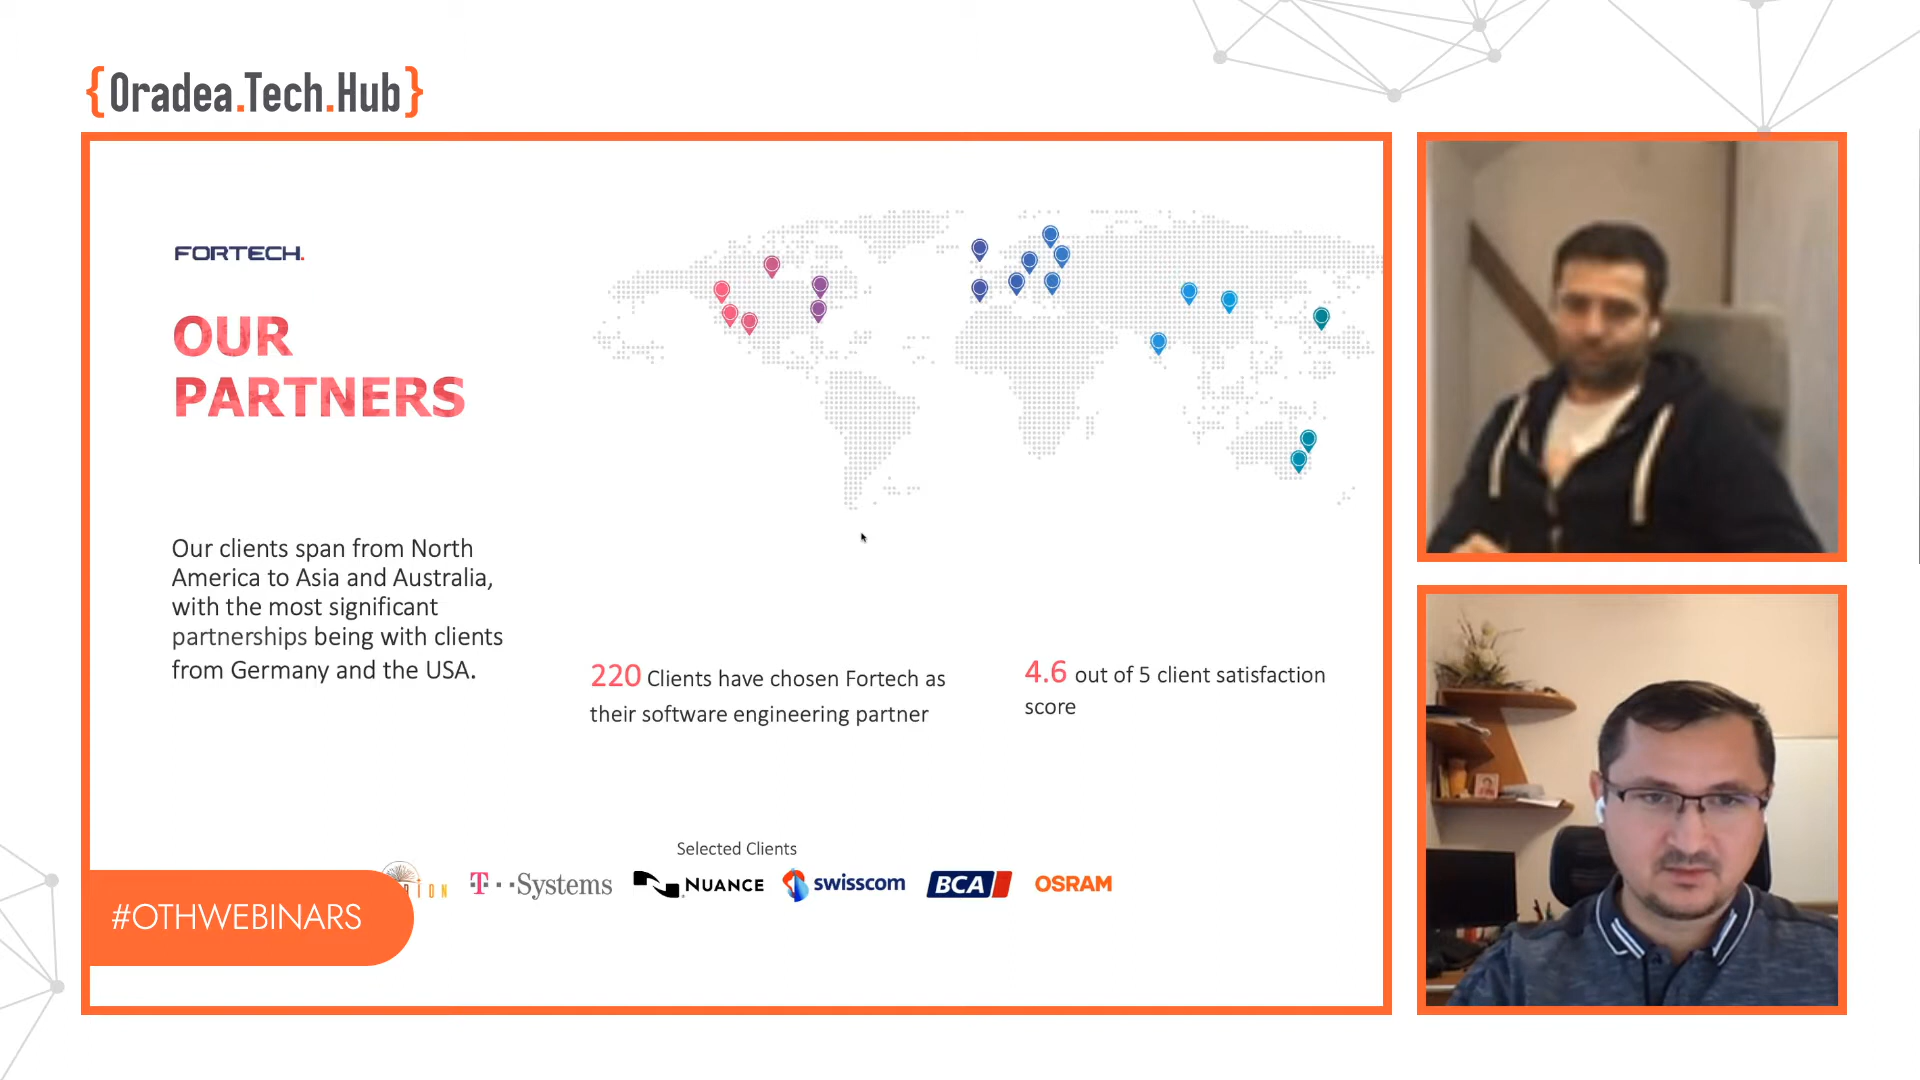 {Oradea.Tech.Hub}
FORTECH.
OUR
PARTNERS
Our clients span from North
America to Asia and Australia,
with the most significant
partnerships being with clients
from Germany and the USA.
220 Clients have chosen Fortech as
their software engineering partner
4.6 out of 5 client satisfaction
score
Selected Clients
T··Systems
NUANCE
swisscom
BCA
OSRAM
#OTHWEBINARS